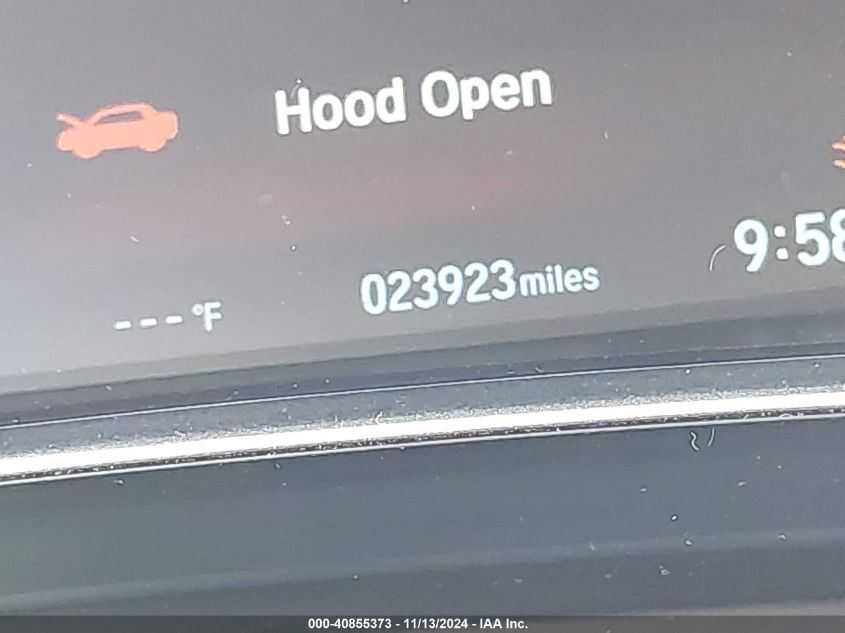 Hood Open
---°F
023923miles
9:58
000-40855373 - 11/13/2024 - IAA Inc.